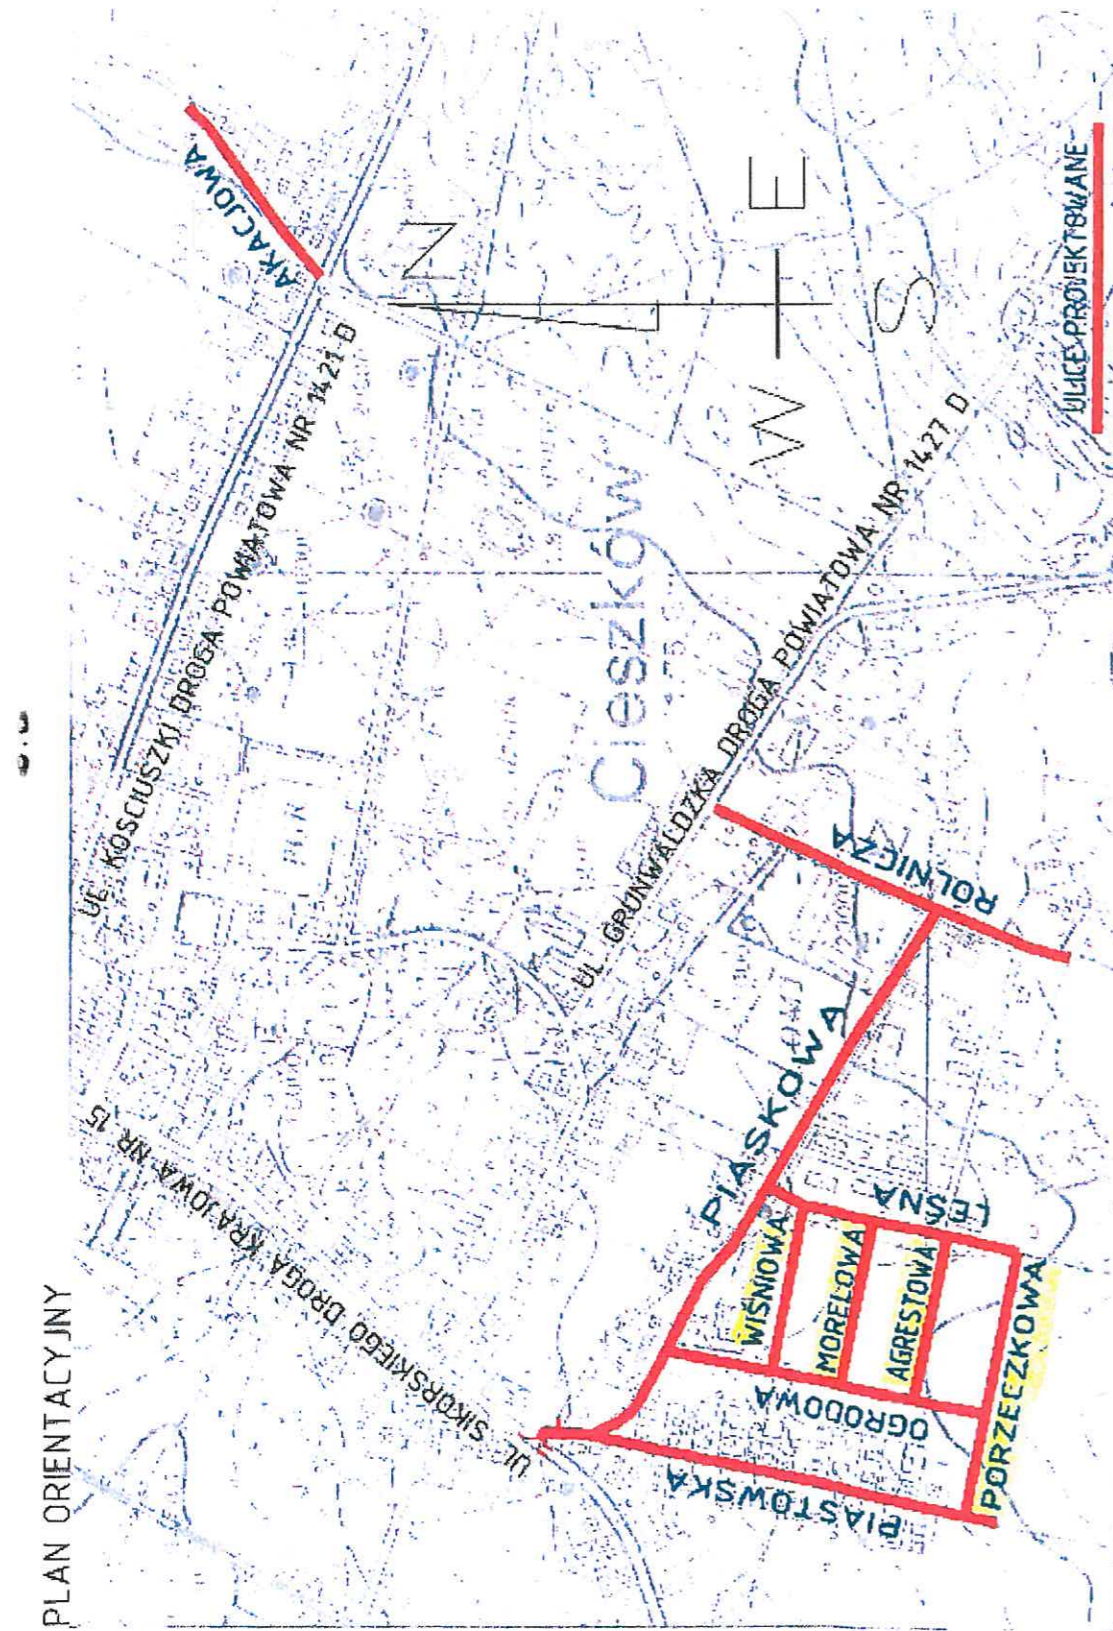 PLAN ORIENTACYJNY
UL. KOSCIUSZKI DROGA POWIATOWA NR 1421 D
AKACJOWA
UL. SIKORSKIEGO DROGA KRAJOWA NR 15
N
W
E
S
Cieszków
UL. GRUNWALDZKA DROGA POWIATOWA NR 1427 D
PIASKOWA
ROLNICZA
LEŚNA
WIŚNIOWA
MORELOWA
AGRESTOWA
PORZECZKOWA
OGRODOWA
PIASTOWSKA
ULICE PROJEKTOWANE